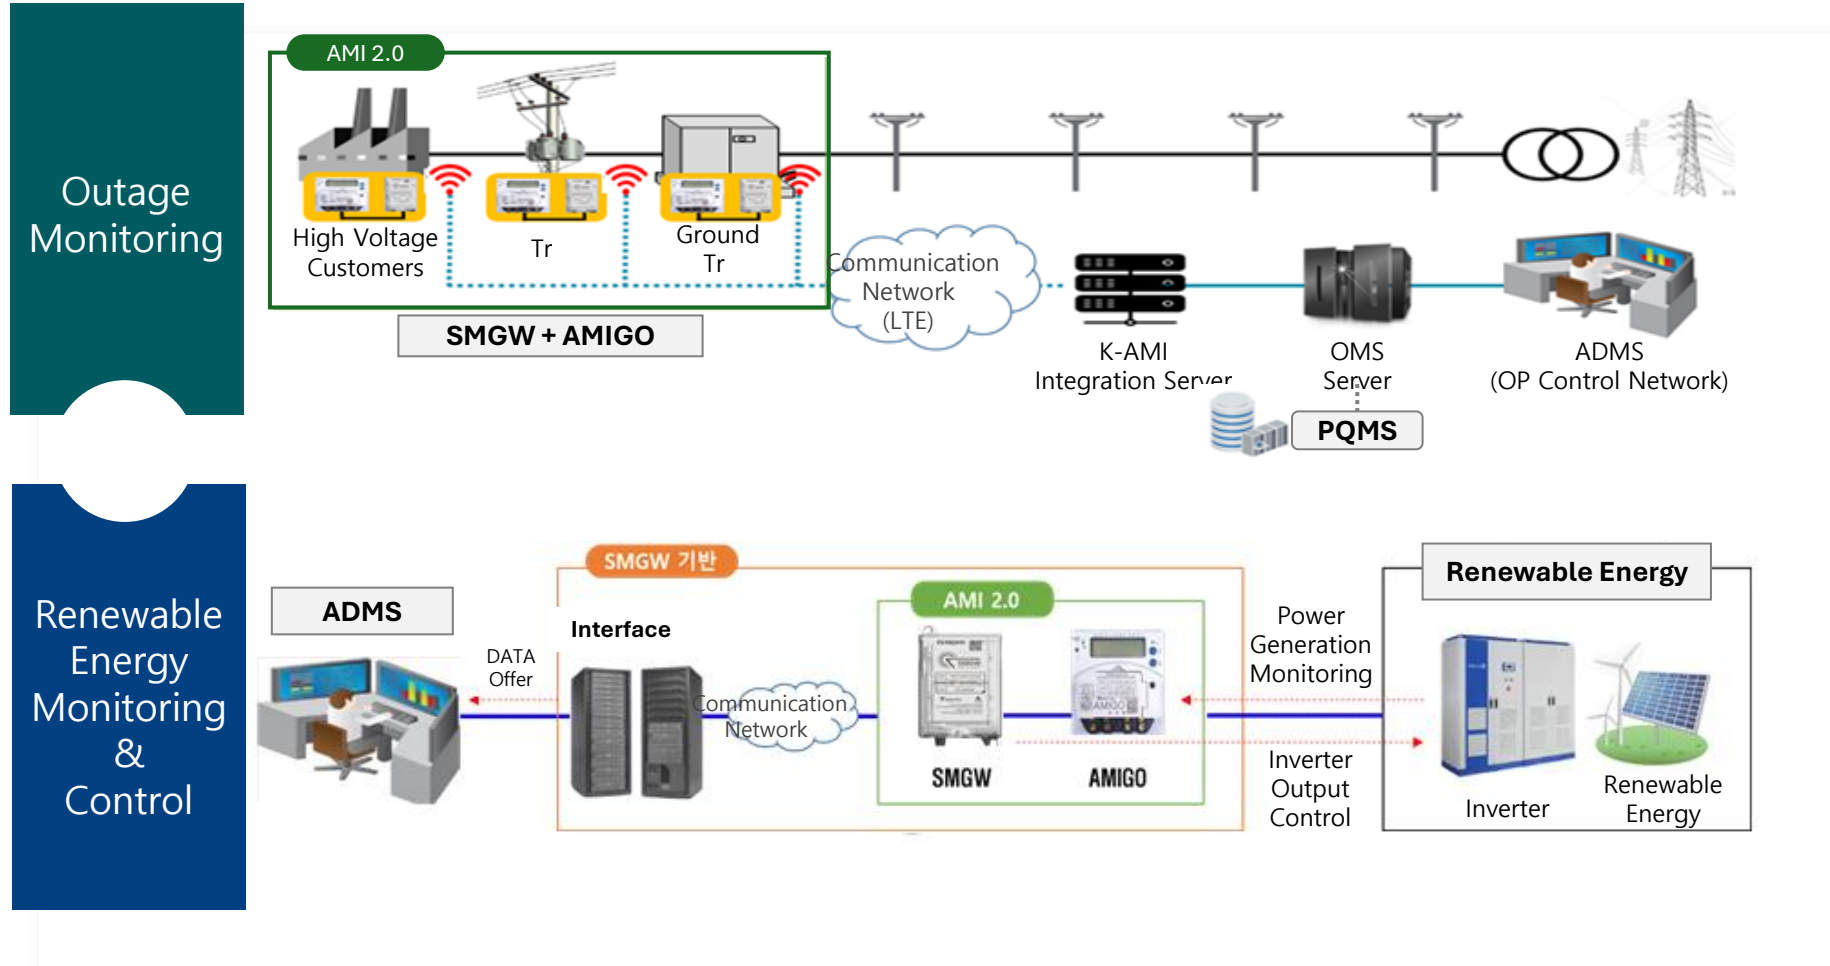 Outage
Monitoring
AMI 2.0
High Voltage
Customers
Tr
Ground
Tr
SMGW + AMIGO
Communication
Network
(LTE)
K-AMI
Integration Server
OMS
Server
ADMS
(OP Control Network)
PQMS
Renewable
Energy
Monitoring
&
Control
ADMS
DATA
Offer
SMGW 기반
Interface
Communication
Network
AMI 2.0
SMGW
AMIGO
AMIGO
Power
Generation
Monitoring
Inverter
Output
Control
Renewable Energy
Inverter
Renewable
Energy